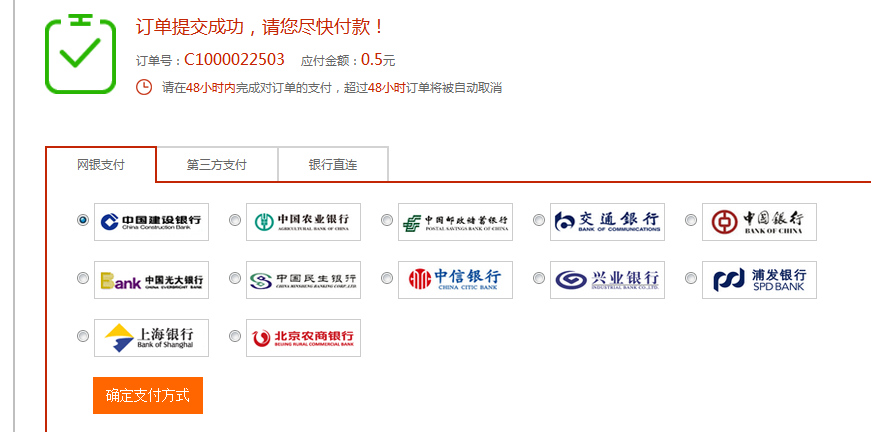 订单提交成功，请您尽快付款！
订单号：C1000022503 应付金额：0.5元
请在48小时内完成对订单的支付，超过48小时订单将被自动取消
网银支付 第三方支付 银行直连
中国建设银行 中国农业银行 中国邮政储蓄银行 交通銀行 中国銀行
China Construction Bank AGRICULTURAL BANK OF CHINA POSTAL SAVINGS BANK OF CHINA BANK OF COMMUNICATIONS BANK OF CHINA
Bank 中国光大银行 中国民生银行 中信银行 兴业银行 浦发银行
CHINA EVERBRIGHT BANK CHINA MINSHENG BANKING CORP.,LTD. CHINA CITIC BANK INDUSTRIAL BANK CO.,LTD. SPD BANK
上海银行 北京农商银行
Bank of Shanghai BEIJING RURAL COMMERCIAL BANK
确定支付方式